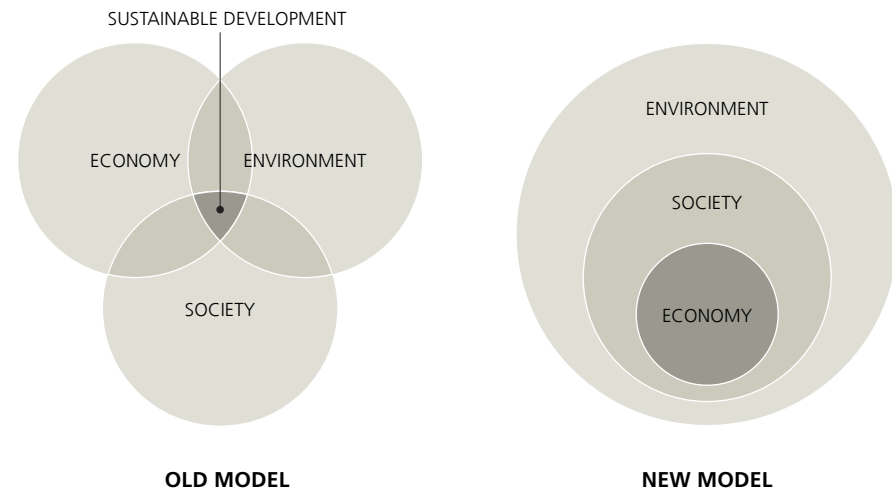 SUSTAINABLE DEVELOPMENT
ECONOMY
ENVIRONMENT
SOCIETY
OLD MODEL
ENVIRONMENT
SOCIETY
ECONOMY
NEW MODEL